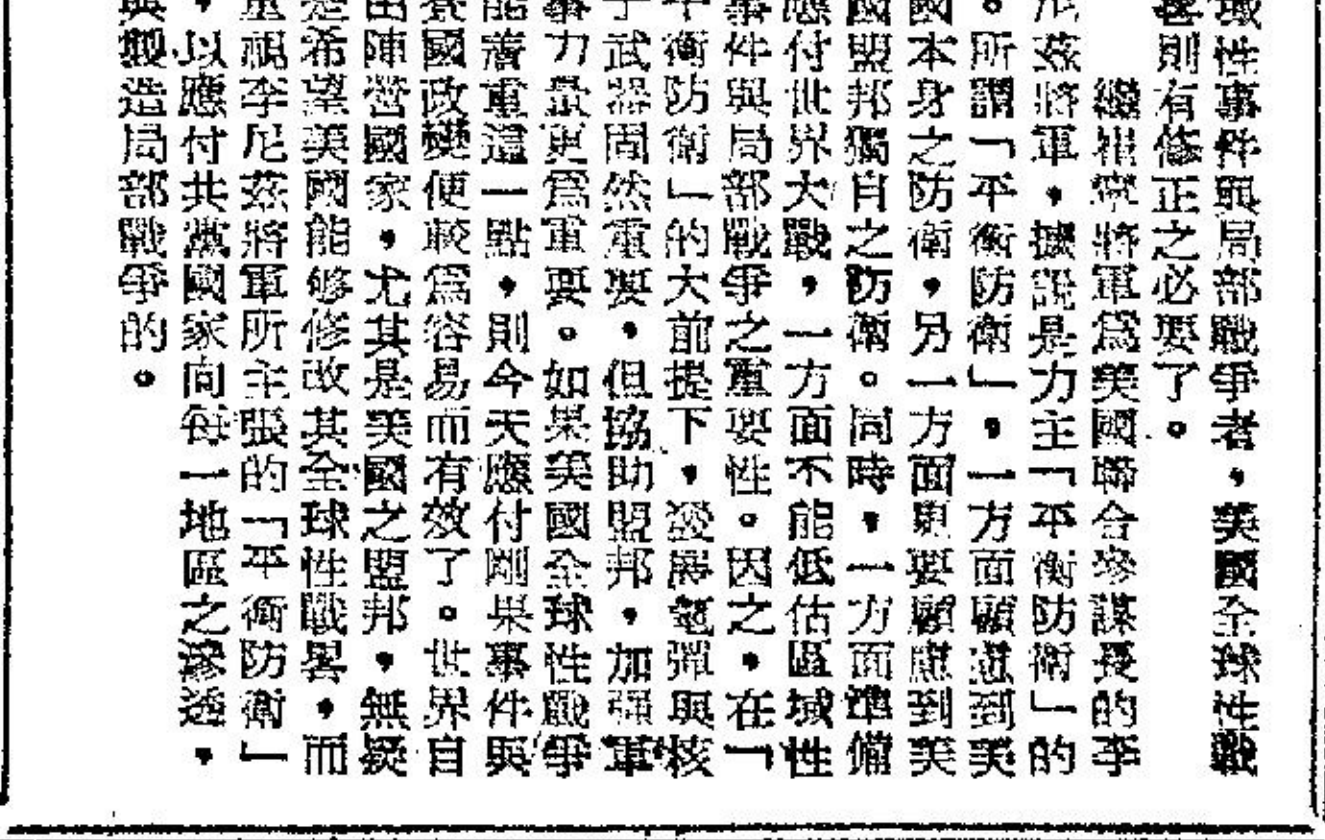 域性事件與局部戰爭者，美國全球性戰
畧則有修正之必要了。
繼崔寧將軍爲美國聯合參謀長的李
尼茲將軍，據說是力主「平衡防衛」的
。所謂「平衡防衛」，一方面顧慮到美
國本身之防衛，另一方面更要顧慮到美
國盟邦獨自之防衛。同時，一方面準備
應付世界大戰，一方面不能低估區域性
事件與局部戰爭之重要性。因之，在「
平衡防衛」的大前提下，發展飛彈與核
子武器固然重要，但協助盟邦，加強軍
事力量更爲重要。如果美國全球性戰爭
能着重這一點，則今天應付剛果事件與
寮國政變便較爲容易而有效了。世界自
由陣營國家，尤其是美國之盟邦，無疑
是希望美國能够修改其全球性戰畧，而
重視李尼茲將軍所主張的「平衡防衛」
，以應付共黨國家向每一地區之滲透，
與製造局部戰爭的。